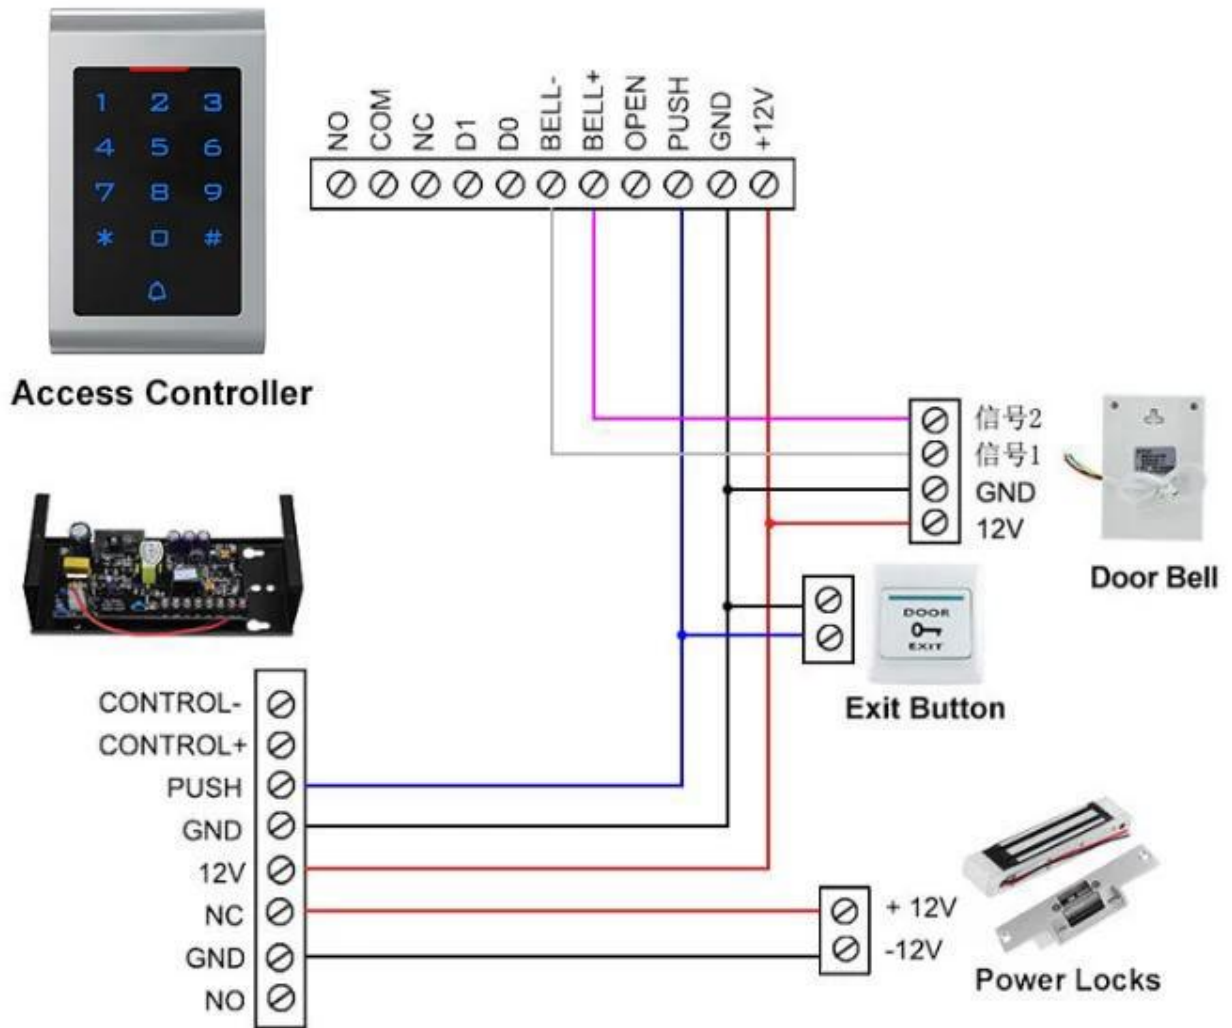 1 2 3
4 5 6
7 8 9
* 0 #
Access Controller
NO
COM
NC
D1
D0
BELL-
BELL+
OPEN
PUSH
GND
+12V
信号2
信号1
GND
12V
Door Bell
DOOR
EXIT
Exit Button
CONTROL-
CONTROL+
PUSH
GND
12V
NC
GND
NO
+ 12V
-12V
Power Locks